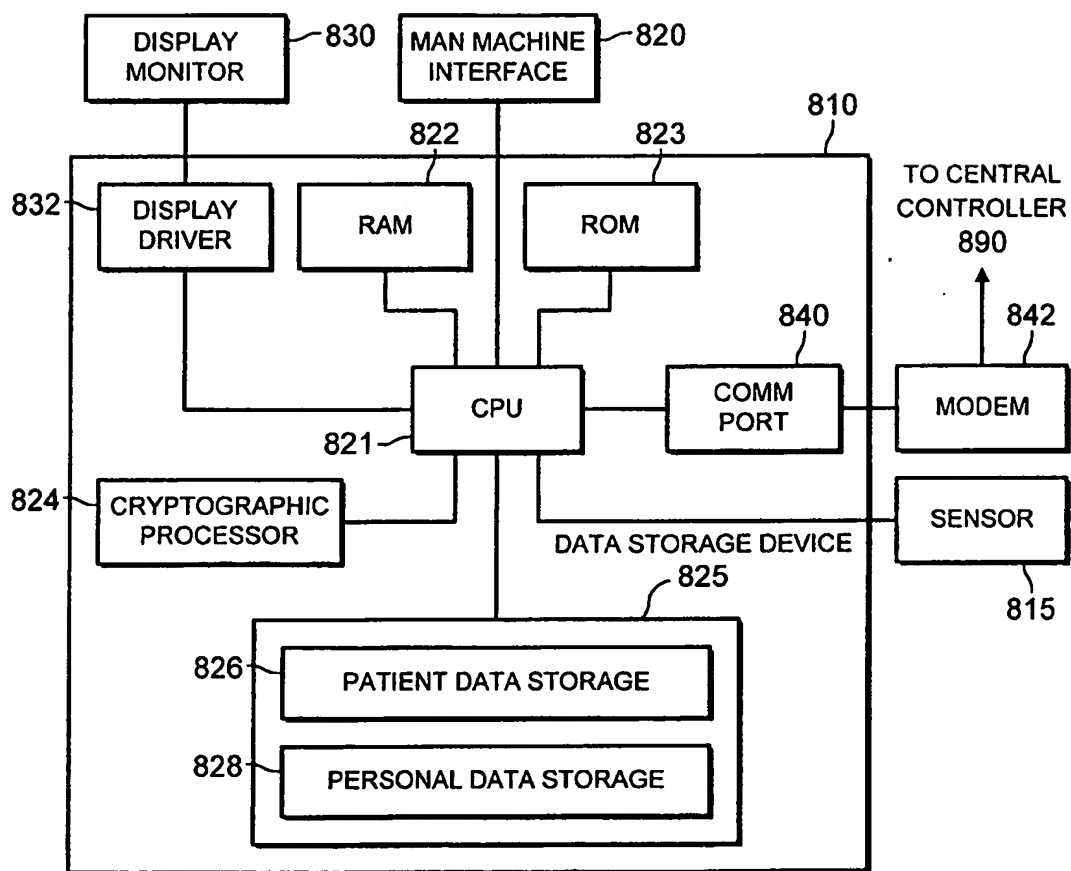 DISPLAY
MONITOR
830
MAN MACHINE
INTERFACE
820
810
822
823
TO CENTRAL
CONTROLLER
890
832
DISPLAY
DRIVER
RAM
ROM
840
842
CPU
821
COMM
PORT
MODEM
824
CRYPTOGRAPHIC
PROCESSOR
SENSOR
815
DATA STORAGE DEVICE
825
826
PATIENT DATA STORAGE
828
PERSONAL DATA STORAGE